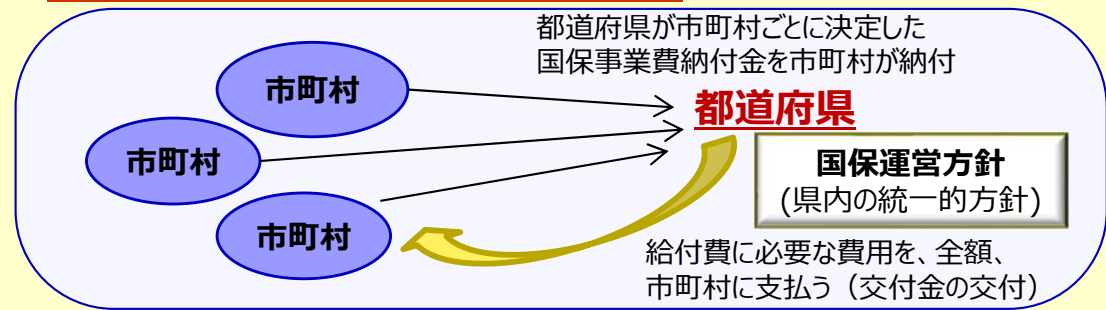 都道府県が市町村ごとに決定した
国保事業費納付金を市町村が納付
市町村
都道府県
市町村
国保運営方針
(県内の統一的方針)
市町村
給付費に必要な費用を、全額、
市町村に支払う（交付金の交付）